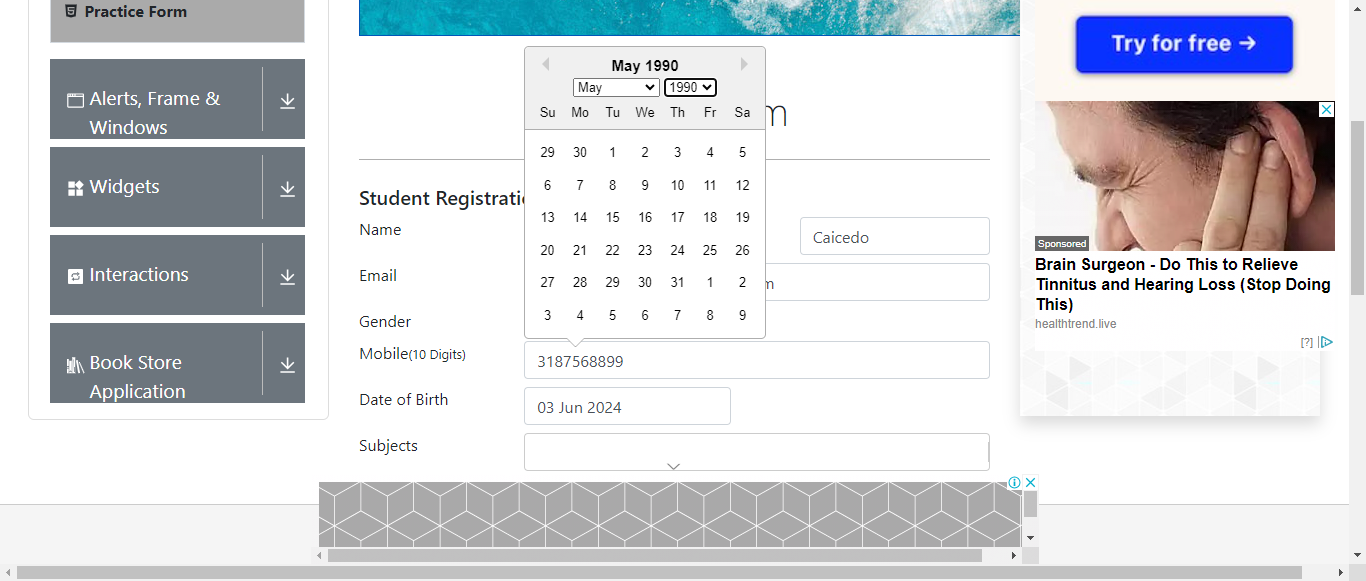 Practice Form
Alerts, Frame &
Windows
Widgets
Interactions
Book Store
Application
May 1990
May
1990
Su Mo Tu We Th Fr Sa
29 30 1 2 3 4 5
6 7 8 9 10 11 12
13 14 15 16 17 18 19
20 21 22 23 24 25 26
27 28 29 30 31 1 2
3 4 5 6 7 8 9
m
Student Registrati
Name
Caicedo
Email
m
Gender
Mobile(10 Digits)
3187568899
Date of Birth
03 Jun 2024
Subjects
Try for free →
Sponsored
Brain Surgeon - Do This to Relieve
Tinnitus and Hearing Loss (Stop Doing
This)
healthtrend.live
[?]